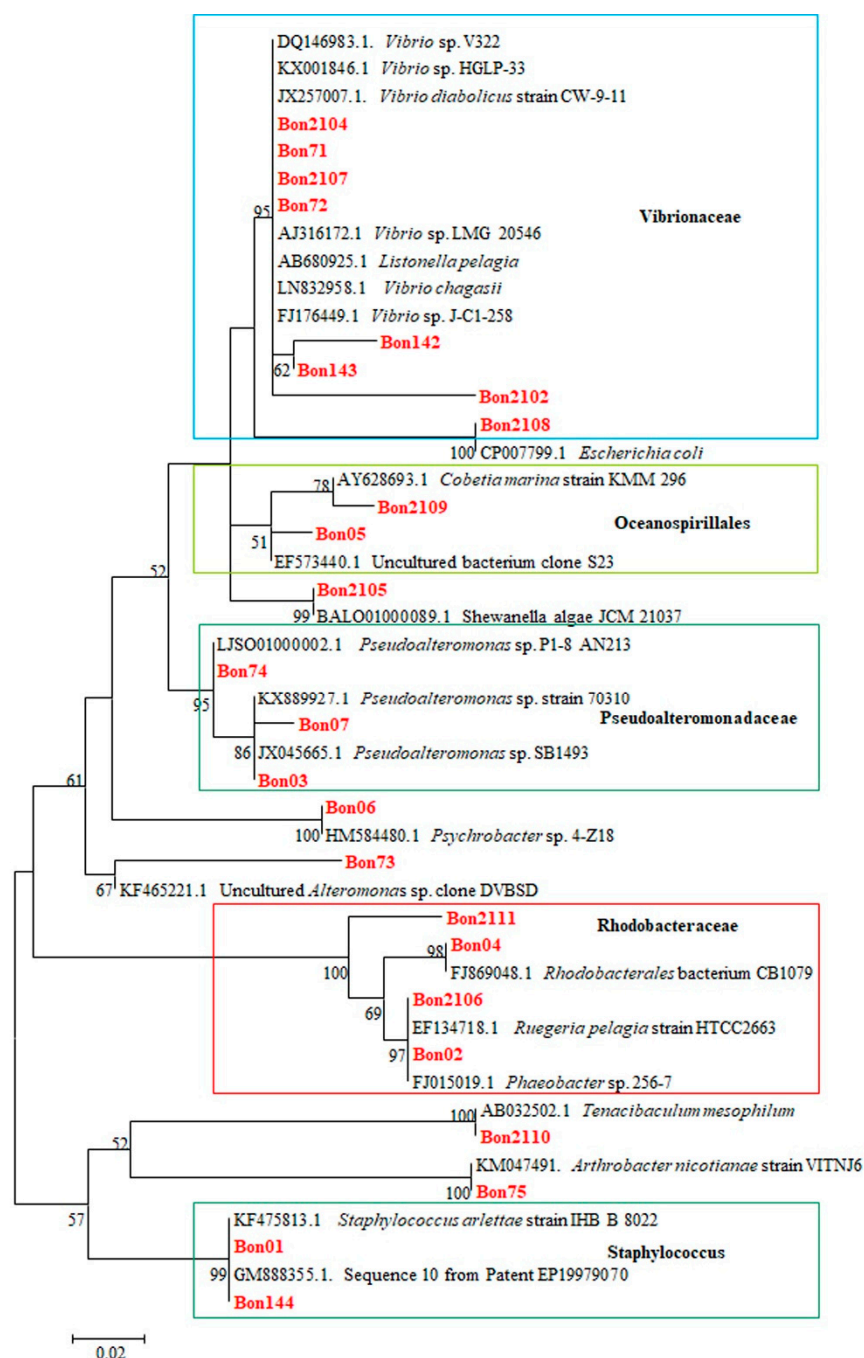 DQ146983.1. Vibrio sp. V322
KX001846.1 Vibrio sp. HGLP-33
JX257007.1. Vibrio diabolicus strain CW-9-11
Bon2104
Bon71
Bon2107
95
Bon72
Vibrionaceae
AJ316172.1 Vibrio sp. LMG 20546
AB680925.1 Listonella pelagia
LN832958.1 Vibrio chagasii
FJ176449.1 Vibrio sp. J-C1-258
Bon142
62 Bon143
Bon2102
Bon2108
100 CP007799.1 Escherichia coli
78 AY628693.1 Cobetia marina strain KMM 296
Bon2109
Oceanospirillales
Bon05
51
EF573440.1 Uncultured bacterium clone S23
52
Bon2105
99 BALO01000089.1 Shewanella algae JCM 21037
LJSO01000002.1 Pseudoalteromonas sp. P1-8 AN213
Bon74
95
KX889927.1 Pseudoalteromonas sp. strain 70310
Bon07
Pseudoalteromonadaceae
86 JX045665.1 Pseudoalteromonas sp. SB1493
Bon03
61
Bon06
100 HM584480.1 Psychrobacter sp. 4-Z18
Bon73
67 KF465221.1 Uncultured Alteromonas sp. clone DVBSD
Bon2111
Rhodobacteraceae
98 Bon04
100
FJ869048.1 Rhodobacterales bacterium CB1079
Bon2106
69
EF134718.1 Ruegeria pelagia strain HTCC2663
97 Bon02
FJ015019.1 Phaeobacter sp. 256-7
100 AB032502.1 Tenacibaculum mesophilum
Bon2110
52
KM047491. Arthrobacter nicotianae strain VITNJ6
100 Bon75
57
KF475813.1 Staphylococcus arlettae strain IHB B 8022
Bon01
Staphylococcus
99 GM888355.1. Sequence 10 from Patent EP19979070
Bon144
0.02